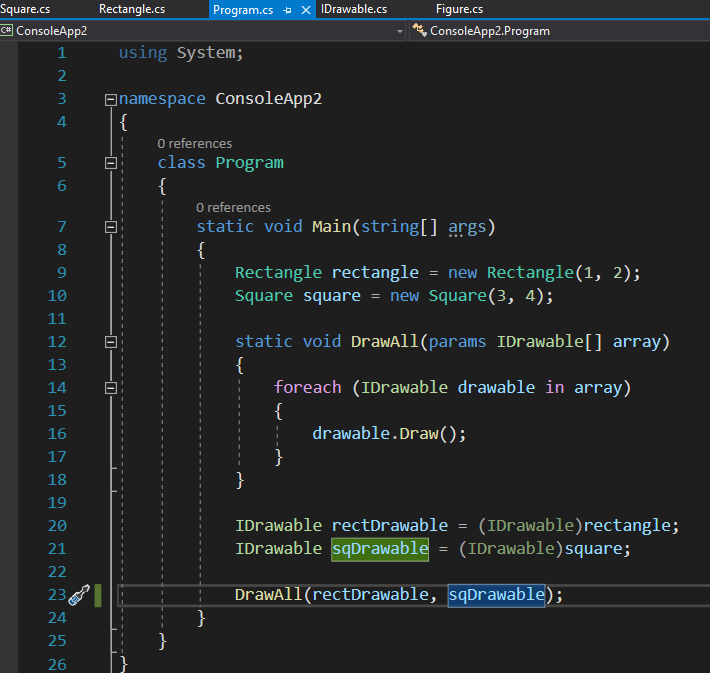 Square.cs Rectangle.cs Program.cs IDrawable.cs Figure.cs
C# ConsoleApp2 ConsoleApp2.Program
1 using System;
2
3 namespace ConsoleApp2
4 {
0 references
5 class Program
6 {
0 references
7 static void Main(string[] args)
8 {
9 Rectangle rectangle = new Rectangle(1, 2);
10 Square square = new Square(3, 4);
11
12 static void DrawAll(params IDrawable[] array)
13 {
14 foreach (IDrawable drawable in array)
15 {
16 drawable.Draw();
17 }
18 }
19
20 IDrawable rectDrawable = (IDrawable)rectangle;
21 IDrawable sqDrawable = (IDrawable)square;
22
23 DrawAll(rectDrawable, sqDrawable);
24 }
25 }
26 }